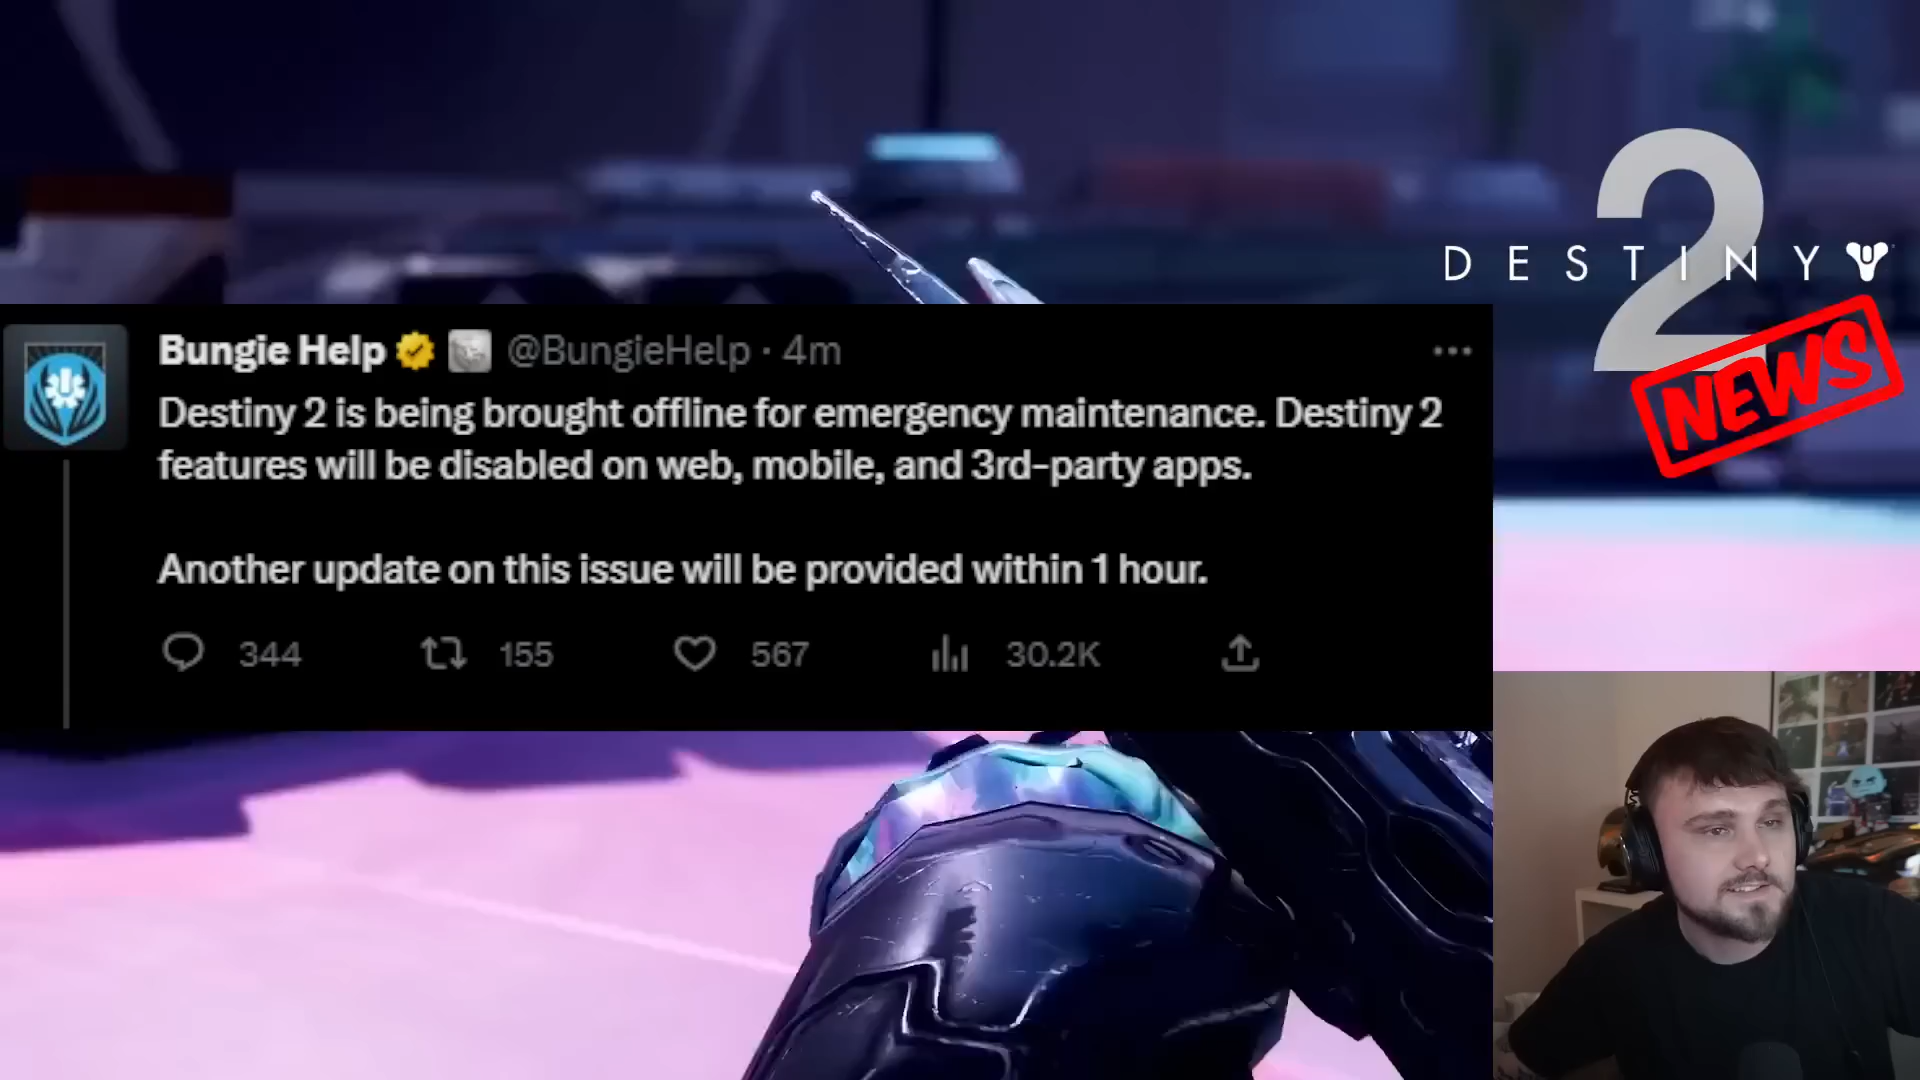 2
DESTINY
NEWS
Bungie Help @BungieHelp · 4m
Destiny 2 is being brought offline for emergency maintenance. Destiny 2
features will be disabled on web, mobile, and 3rd-party apps.
Another update on this issue will be provided within 1 hour.
344 155 567 30.2K